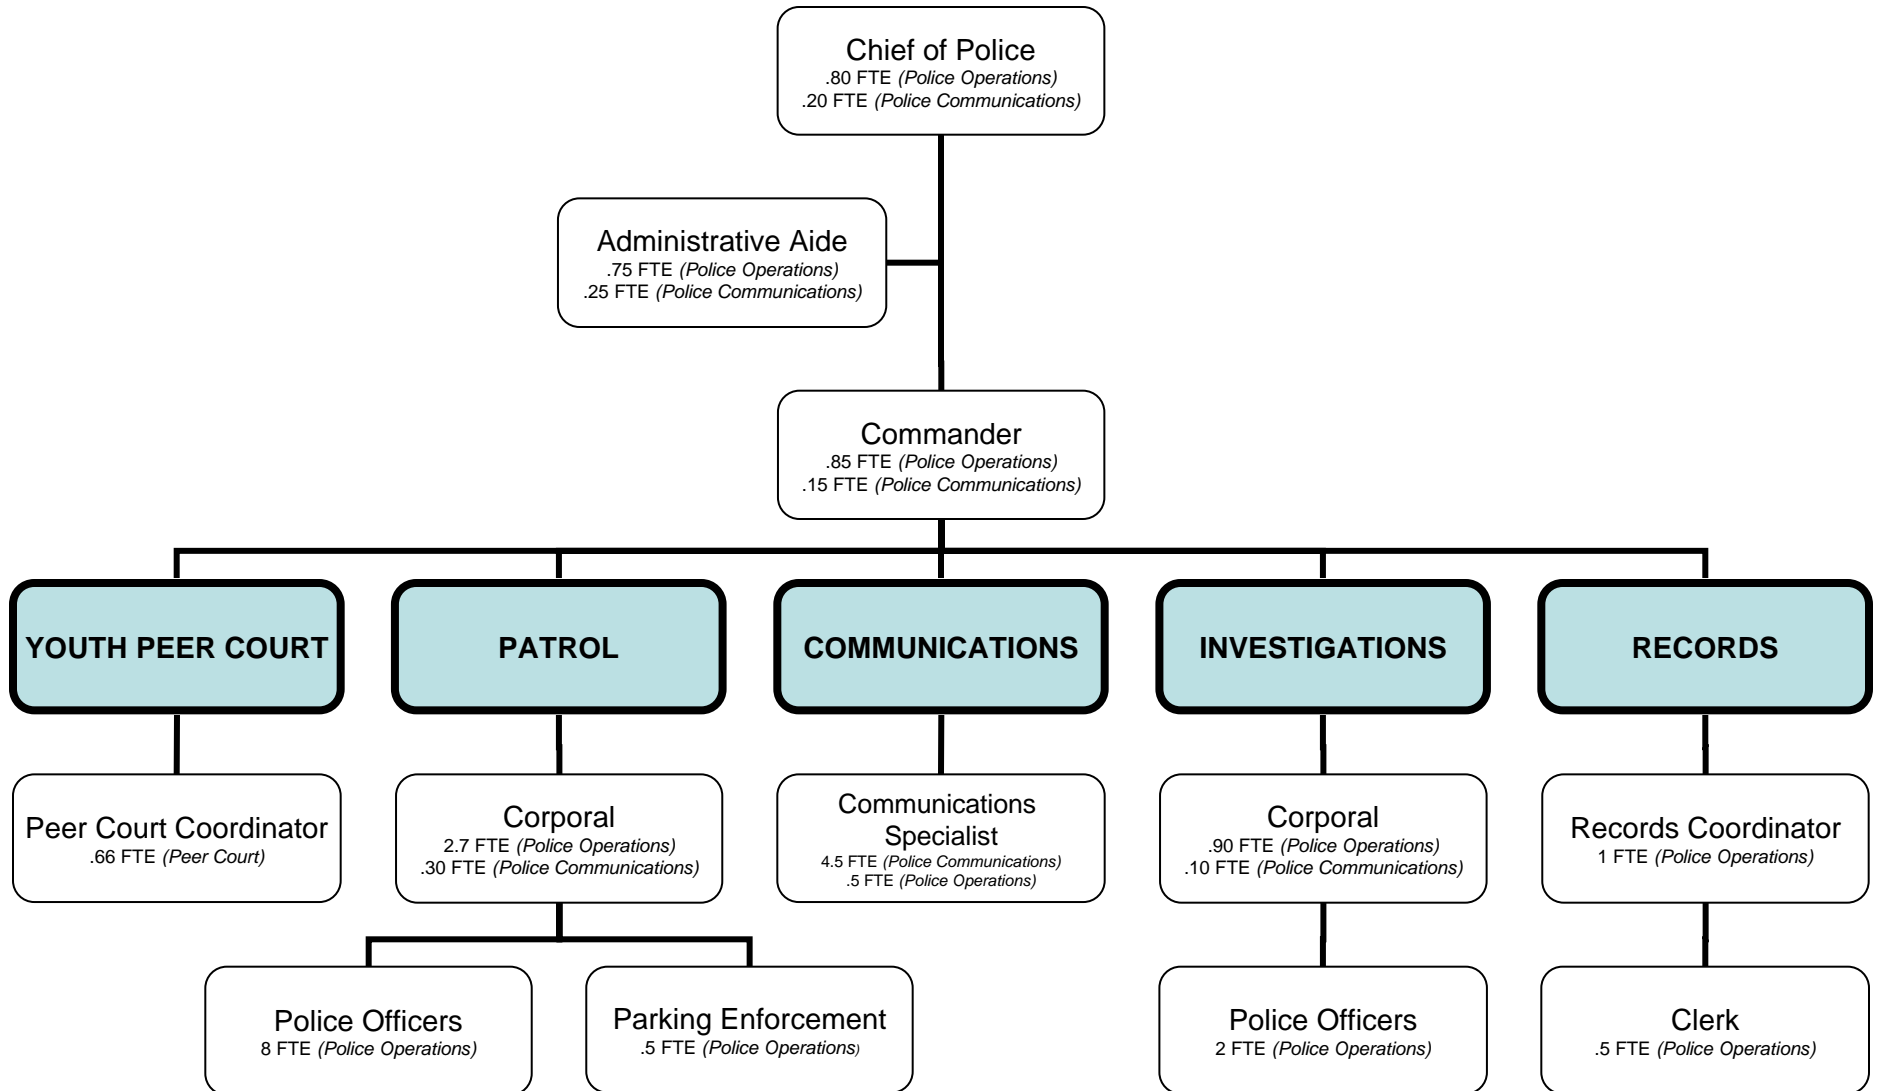 Chief of Police
.80 FTE (Police Operations)
.20 FTE (Police Communications)
Administrative Aide
.75 FTE (Police Operations)
.25 FTE (Police Communications)
Commander
.85 FTE (Police Operations)
.15 FTE (Police Communications)
YOUTH PEER COURT
PATROL
COMMUNICATIONS
INVESTIGATIONS
RECORDS
Peer Court Coordinator
.66 FTE (Peer Court)
Corporal
2.7 FTE (Police Operations)
.30 FTE (Police Communications)
Communications
Specialist
4.5 FTE (Police Communications)
.5 FTE (Police Operations)
Corporal
.90 FTE (Police Operations)
.10 FTE (Police Communications)
Records Coordinator
1 FTE (Police Operations)
Police Officers
8 FTE (Police Operations)
Parking Enforcement
.5 FTE (Police Operations)
Police Officers
2 FTE (Police Operations)
Clerk
.5 FTE (Police Operations)